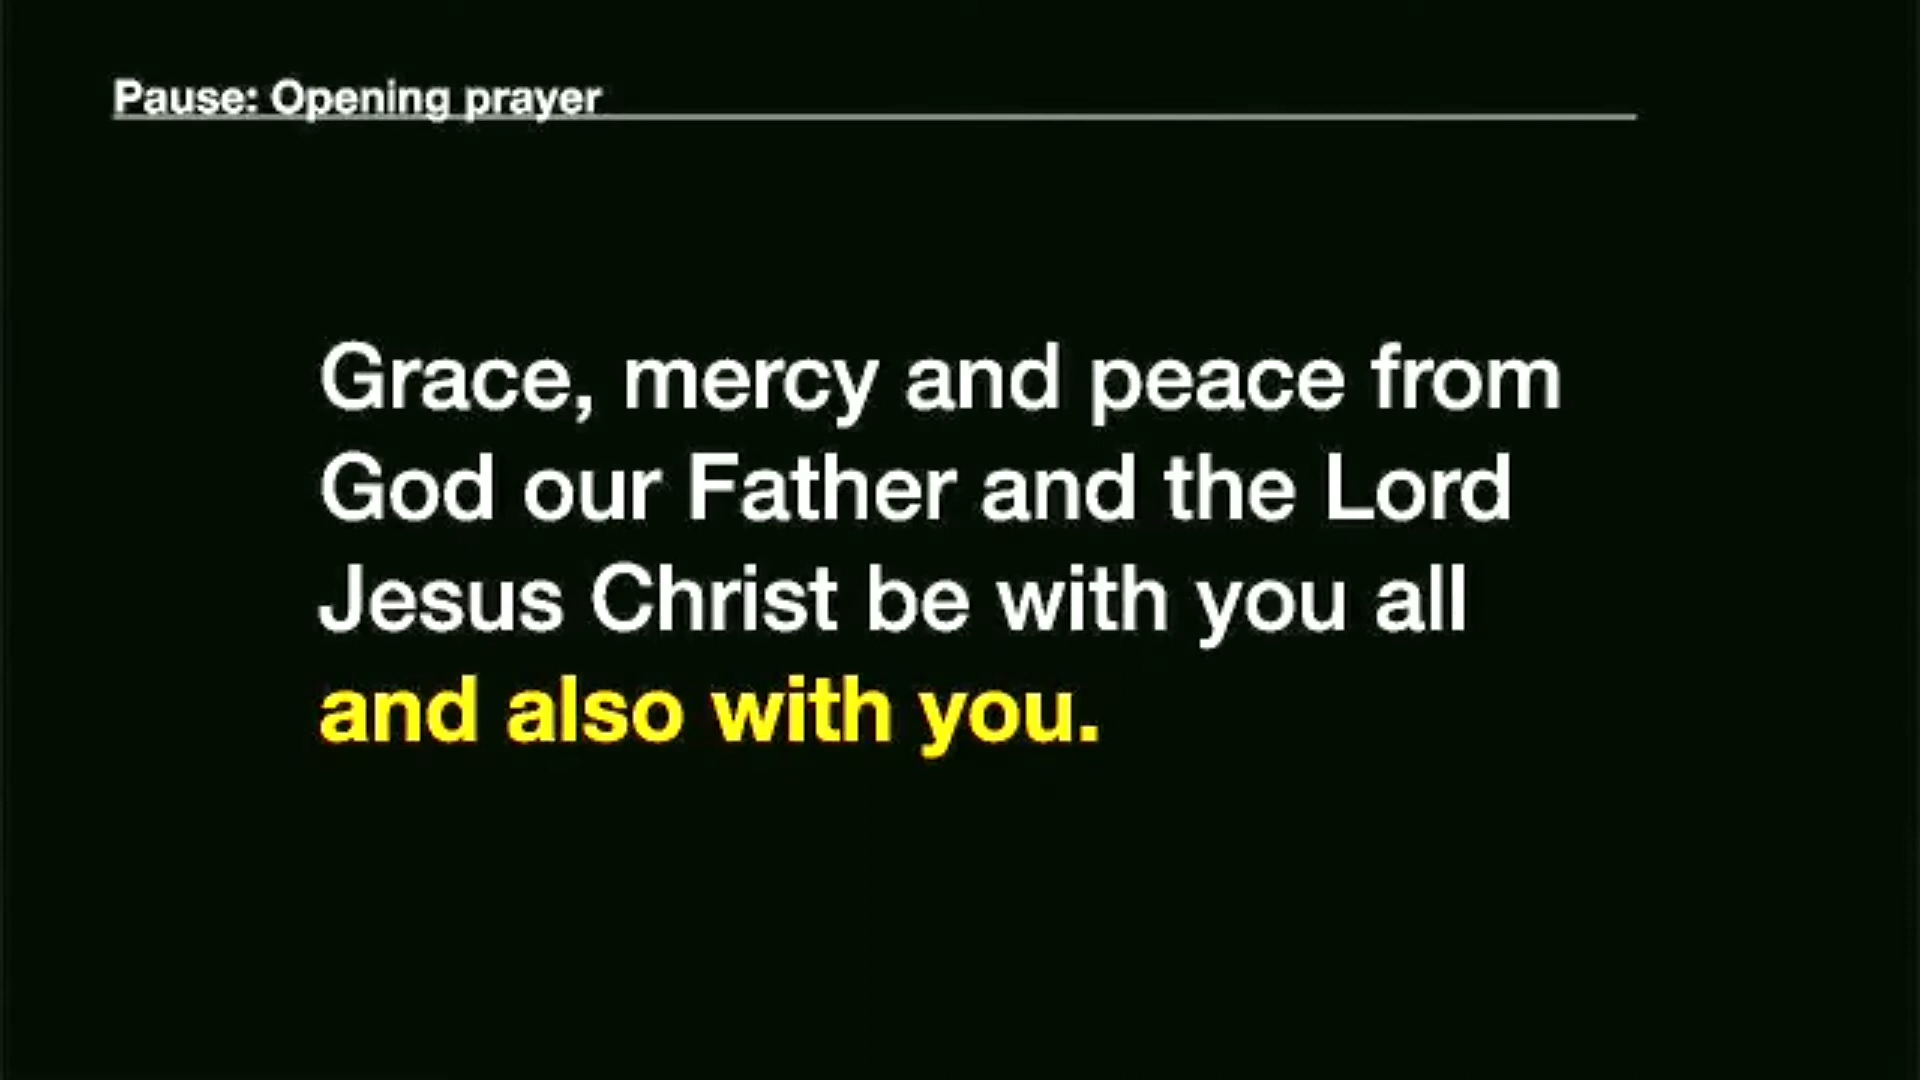 Pause: Opening prayer
Grace, mercy and peace from
God our Father and the Lord
Jesus Christ be with you all
and also with you.